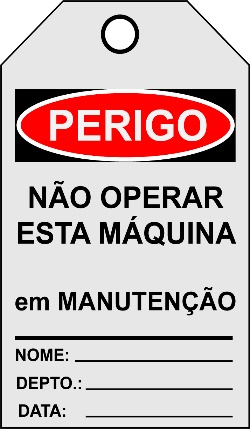 PERIGO
NÃO OPERAR
ESTA MÁQUINA
em MANUTENÇÃO
NOME:
DEPTO.:
DATA: